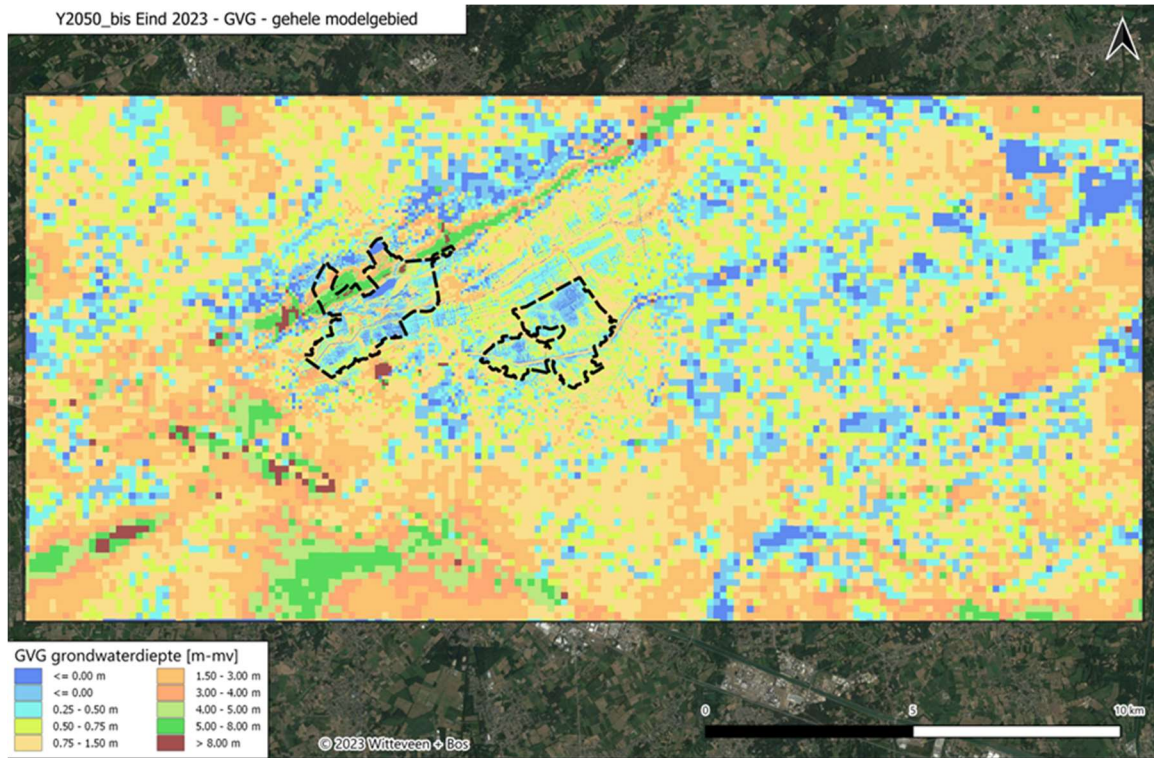 Y2050_bis Eind 2023 - GVG - gehele modelgebied
GVG grondwaterdiepte [m-mv]
<= 0.00 m
<= 0.00
0.25 - 0.50 m
0.50 - 0.75 m
0.75 - 1.50 m
1.50 - 3.00 m
3.00 - 4.00 m
4.00 - 5.00 m
5.00 - 8.00 m
> 8.00 m
© 2023 Witteveen + Bos
0 5 10 km